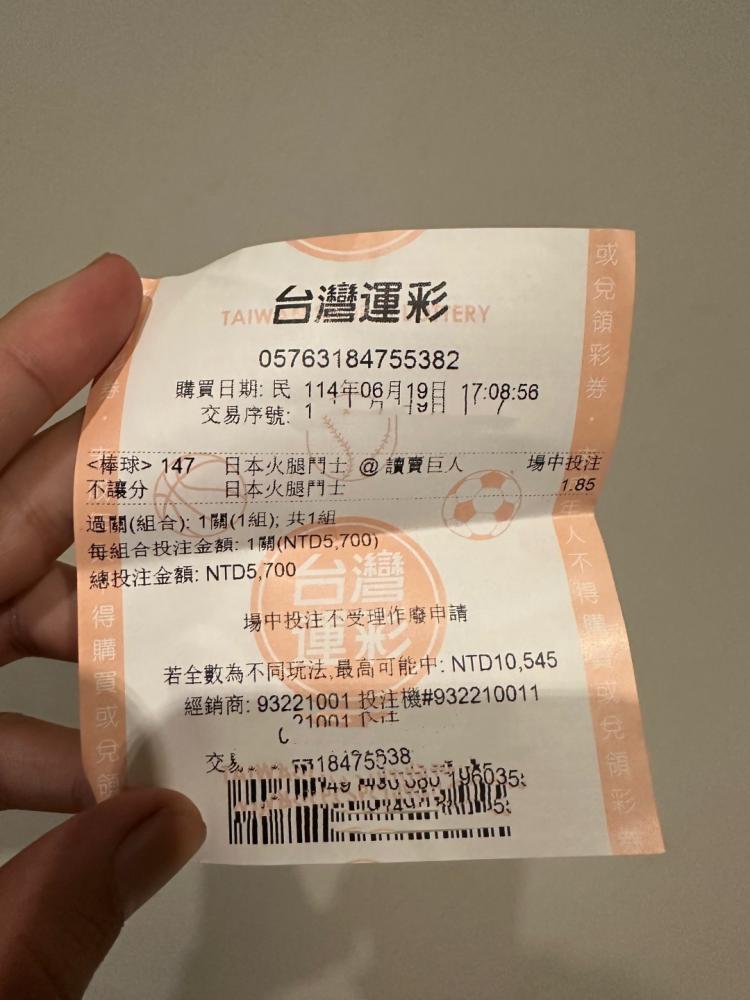 台灣運彩
05763184755382
購買日期: 民 114年06月19日 17:08:56
交易序號: 1
<棒球> 147 日本火腿鬥士 @ 讀賣巨人 場中投注
不讓分 日本火腿鬥士 1.85
過關(組合): 1關(1組); 共1組
每組合投注金額: 1關(NTD5,700)
總投注金額: NTD5,700
台灣
運彩
場中投注不受理作廢申請
若全數為不同玩法,最高可能中: NTD10,545
經銷商: 93221001 投注機#932210011
21001
交易
得購買或兌領
或兌領彩券
人不得購買或兌領彩券